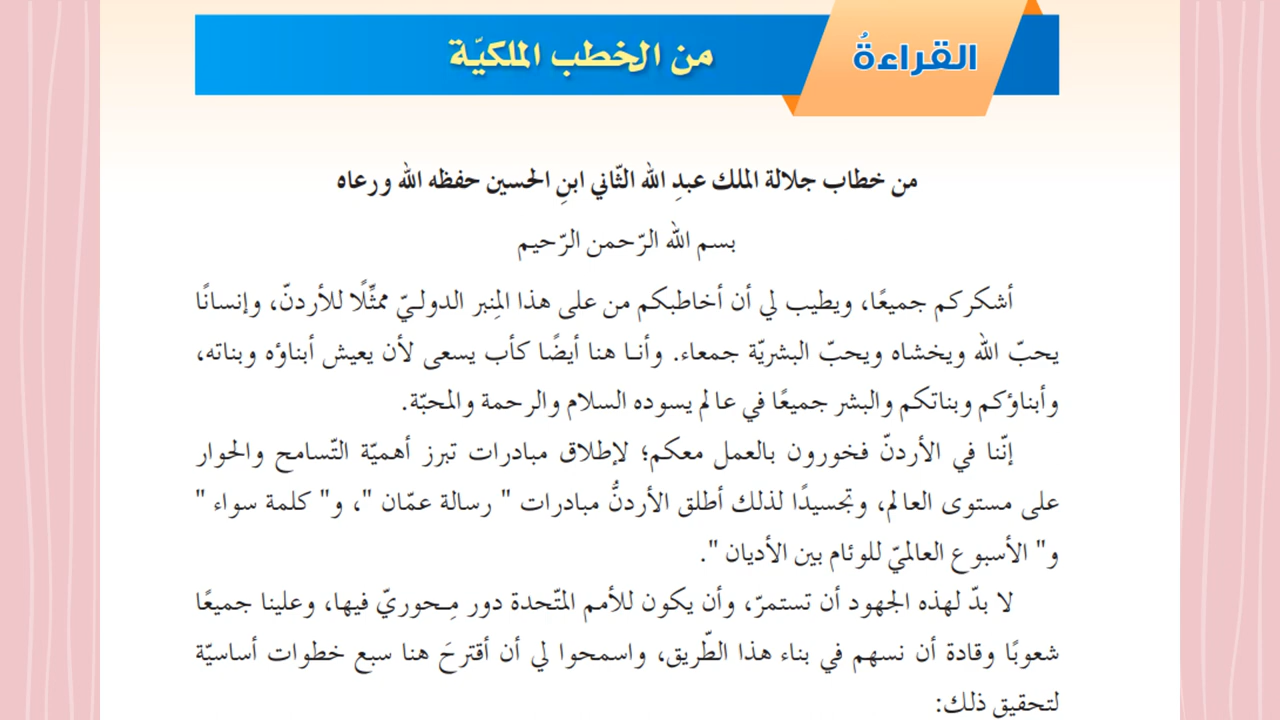 القراءةُ
من الخطب الملكيّة
من خطاب جلالة الملك عبدِ الله الثّاني ابنِ الحسين حفظه الله ورعاه
بسم الله الرّحمن الرّحيم
أشكركم جميعًا، ويطيب لي أن أخاطبكم من على هذا المِنبر الدوليّ ممثِّلًا للأردنّ، وإنسانًا
يحبّ الله ويخشاه ويحبّ البشريّة جمعاء. وأنا هنا أيضًا كأب يسعى لأن يعيش أبناؤه وبناته،
وأبناؤكم وبناتكم والبشر جميعًا في عالم يسوده السلام والرحمة والمحبّة.
إنّنا في الأردنّ فخورون بالعمل معكم؛ لإطلاق مبادرات تبرز أهميّة التّسامح والحوار
على مستوى العالم، وتجسيدًا لذلك أطلق الأردنُّ مبادرات " رسالة عمّان "، و" كلمة سواء "
و" الأسبوع العالميّ للوئام بين الأديان ".
لا بدّ لهذه الجهود أن تستمرّ، وأن يكون للأمم المتّحدة دور مِحوريّ فيها، وعلينا جميعًا
شعوبًا وقادة أن نسهم في بناء هذا الطّريق، واسمحوا لي أن أقترحَ هنا سبع خطوات أساسيّة
لتحقيق ذلك: